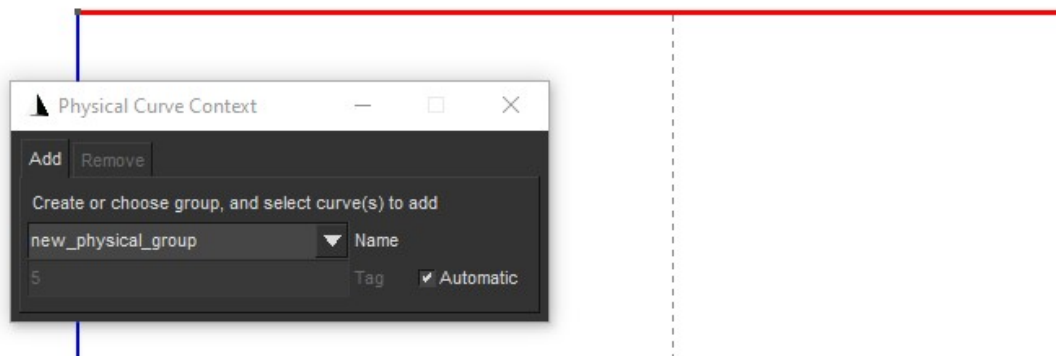 Physical Curve Context
Add Remove
Create or choose group, and select curve(s) to add
new_physical_group Name
5 Tag Automatic